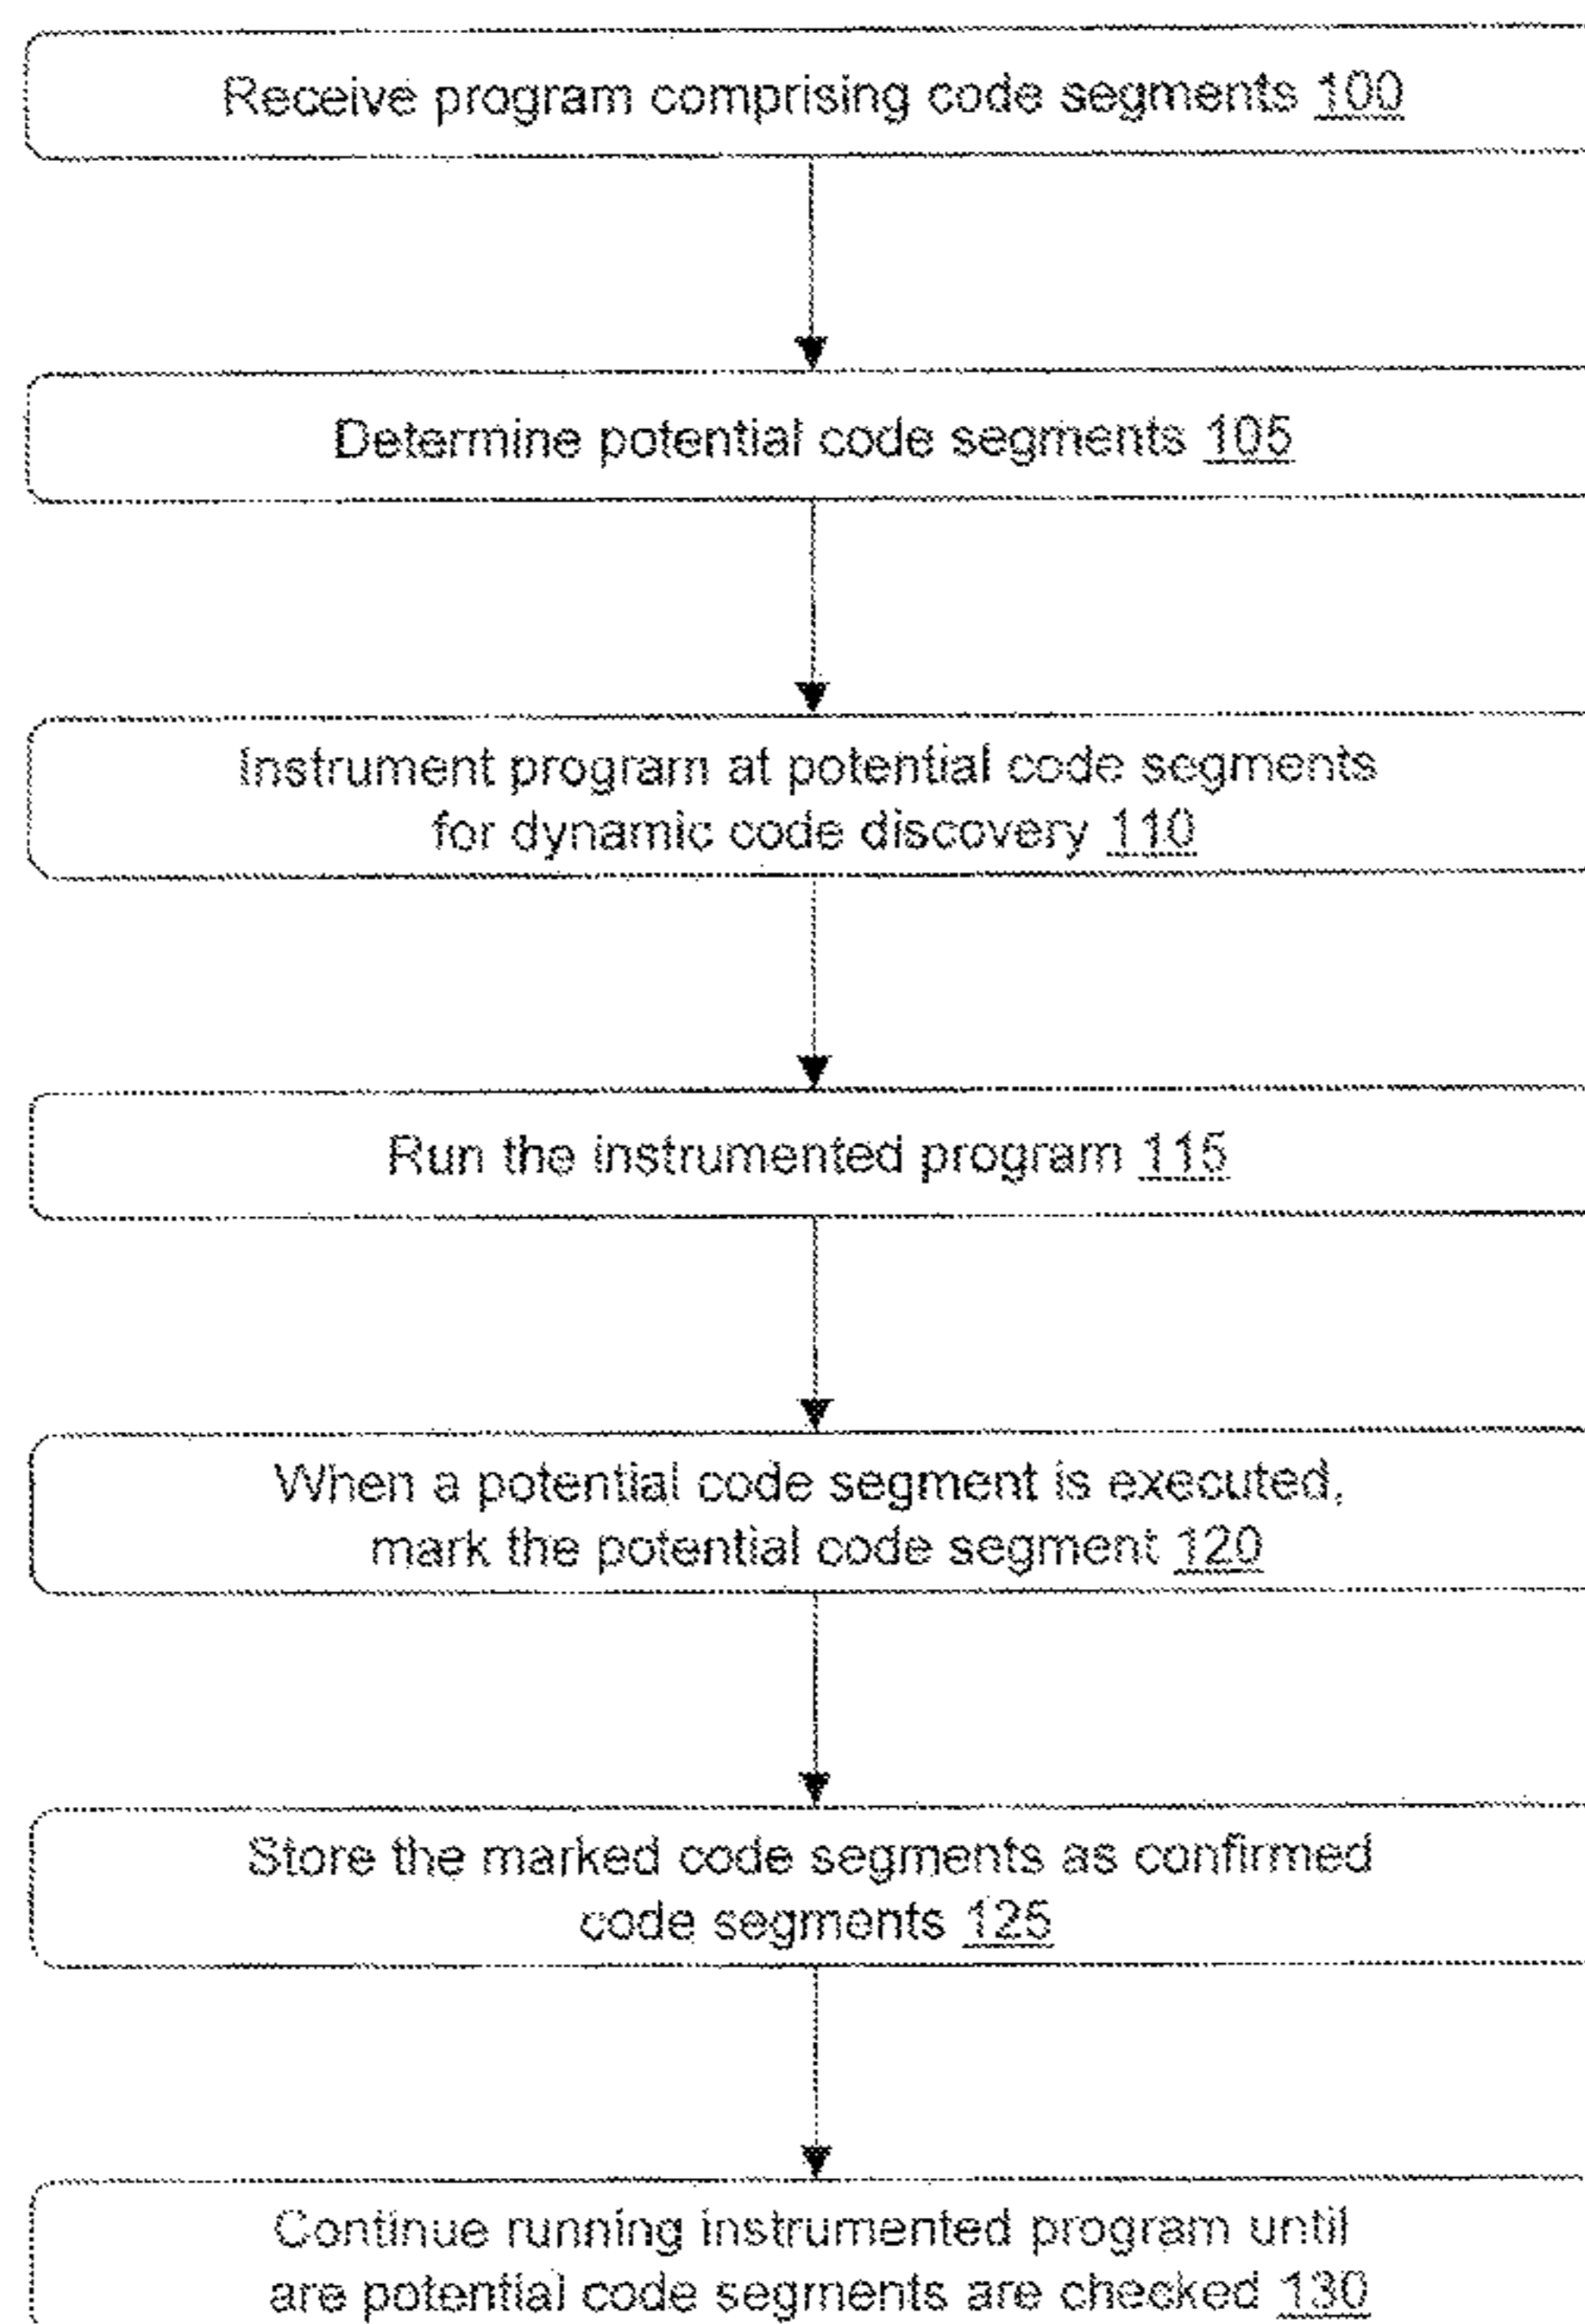 Receive program comprising code segments 100
Determine potential code segments 105
Instrument program at potential code segments
for dynamic code discovery 110
Run the instrumented program 115
When a potential code segment is executed,
mark the potential code segment 120
Store the marked code segments as confirmed
code segments 125
Continue running instrumented program until
are potential code segments are checked 130